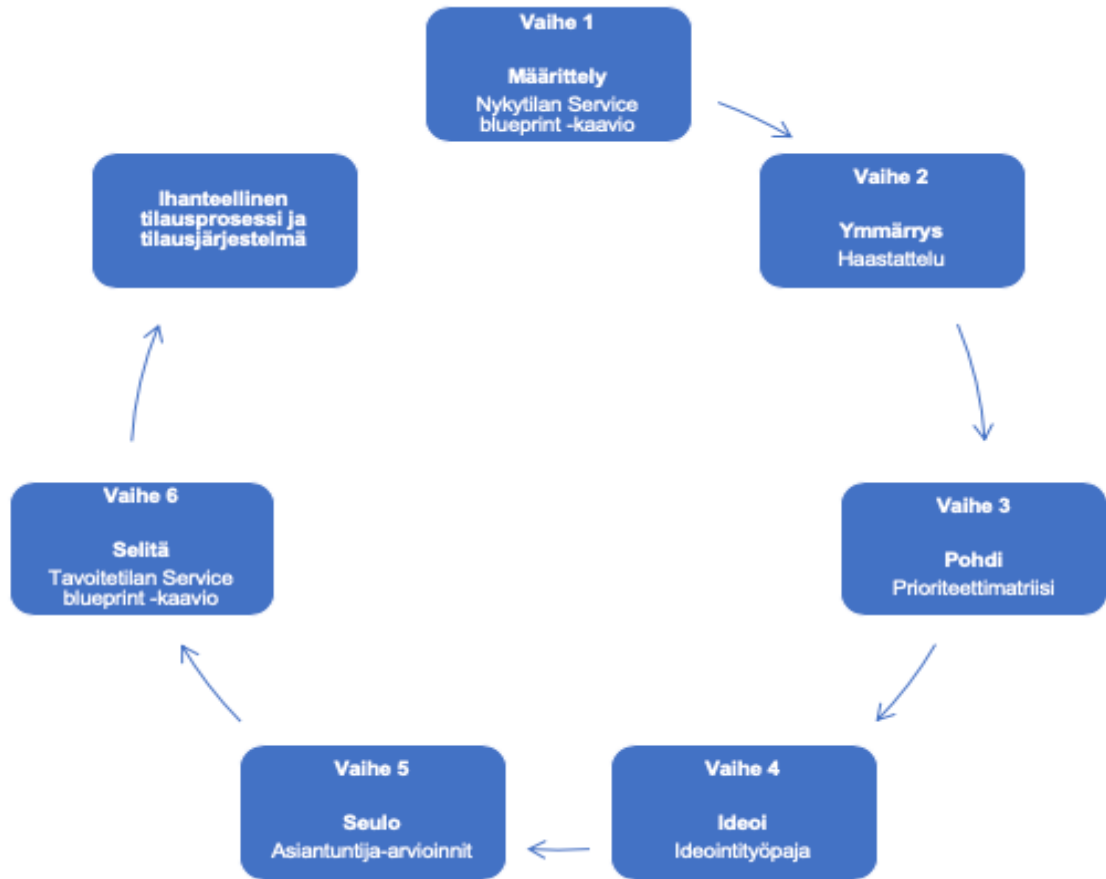 Vaihe 1
Määrittely
Nykytilan Service
blueprint -kaavio
Vaihe 2
Ymmärrys
Haastattelu
Vaihe 3
Pohdi
Prioriteettimatriisi
Vaihe 4
Ideoi
Ideointityöpaja
Vaihe 5
Seulo
Asiantuntija-arvioinnit
Vaihe 6
Selitä
Tavoitetilan Service
blueprint -kaavio
Ihanteellinen
tilausprosessi ja
tilausjärjestelmä